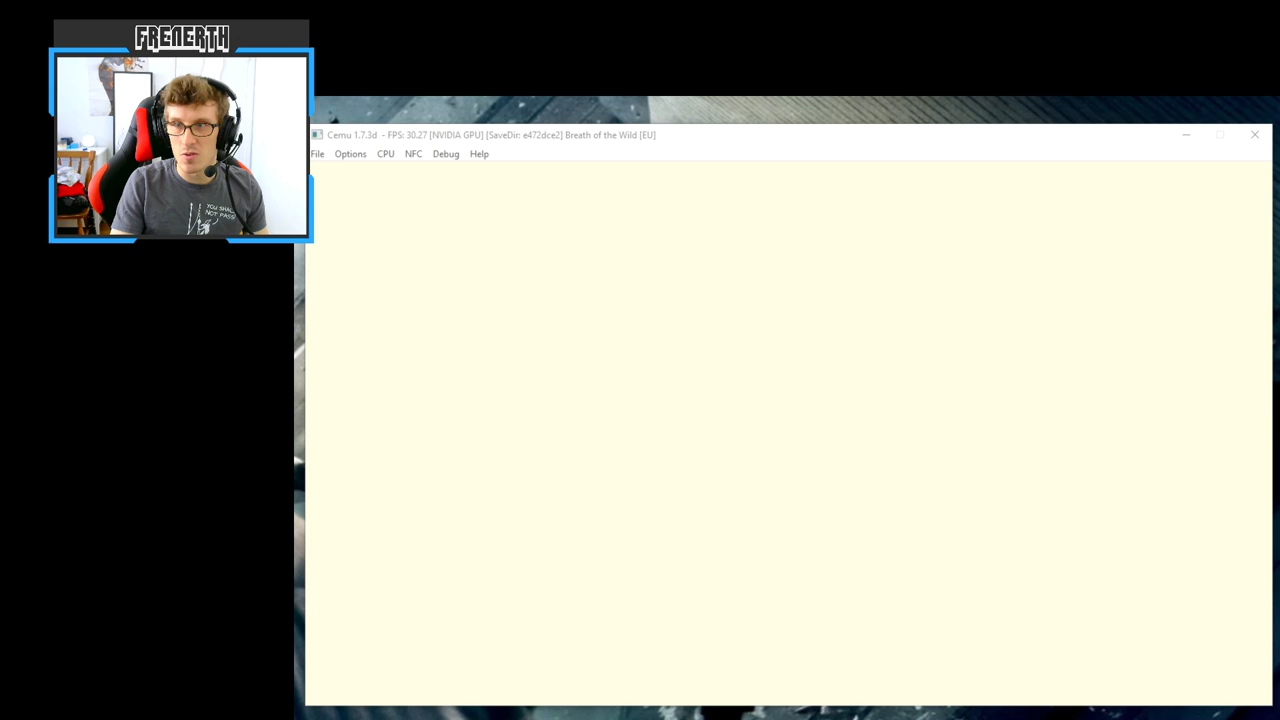 FRENERTH
Cemu 1.7.3d - FPS: 30.27 [NVIDIA GPU] [SaveDir: e472dce2] Breath of the Wild [EU]
File Options CPU NFC Debug Help
YOU SHALL
NOT PASS!